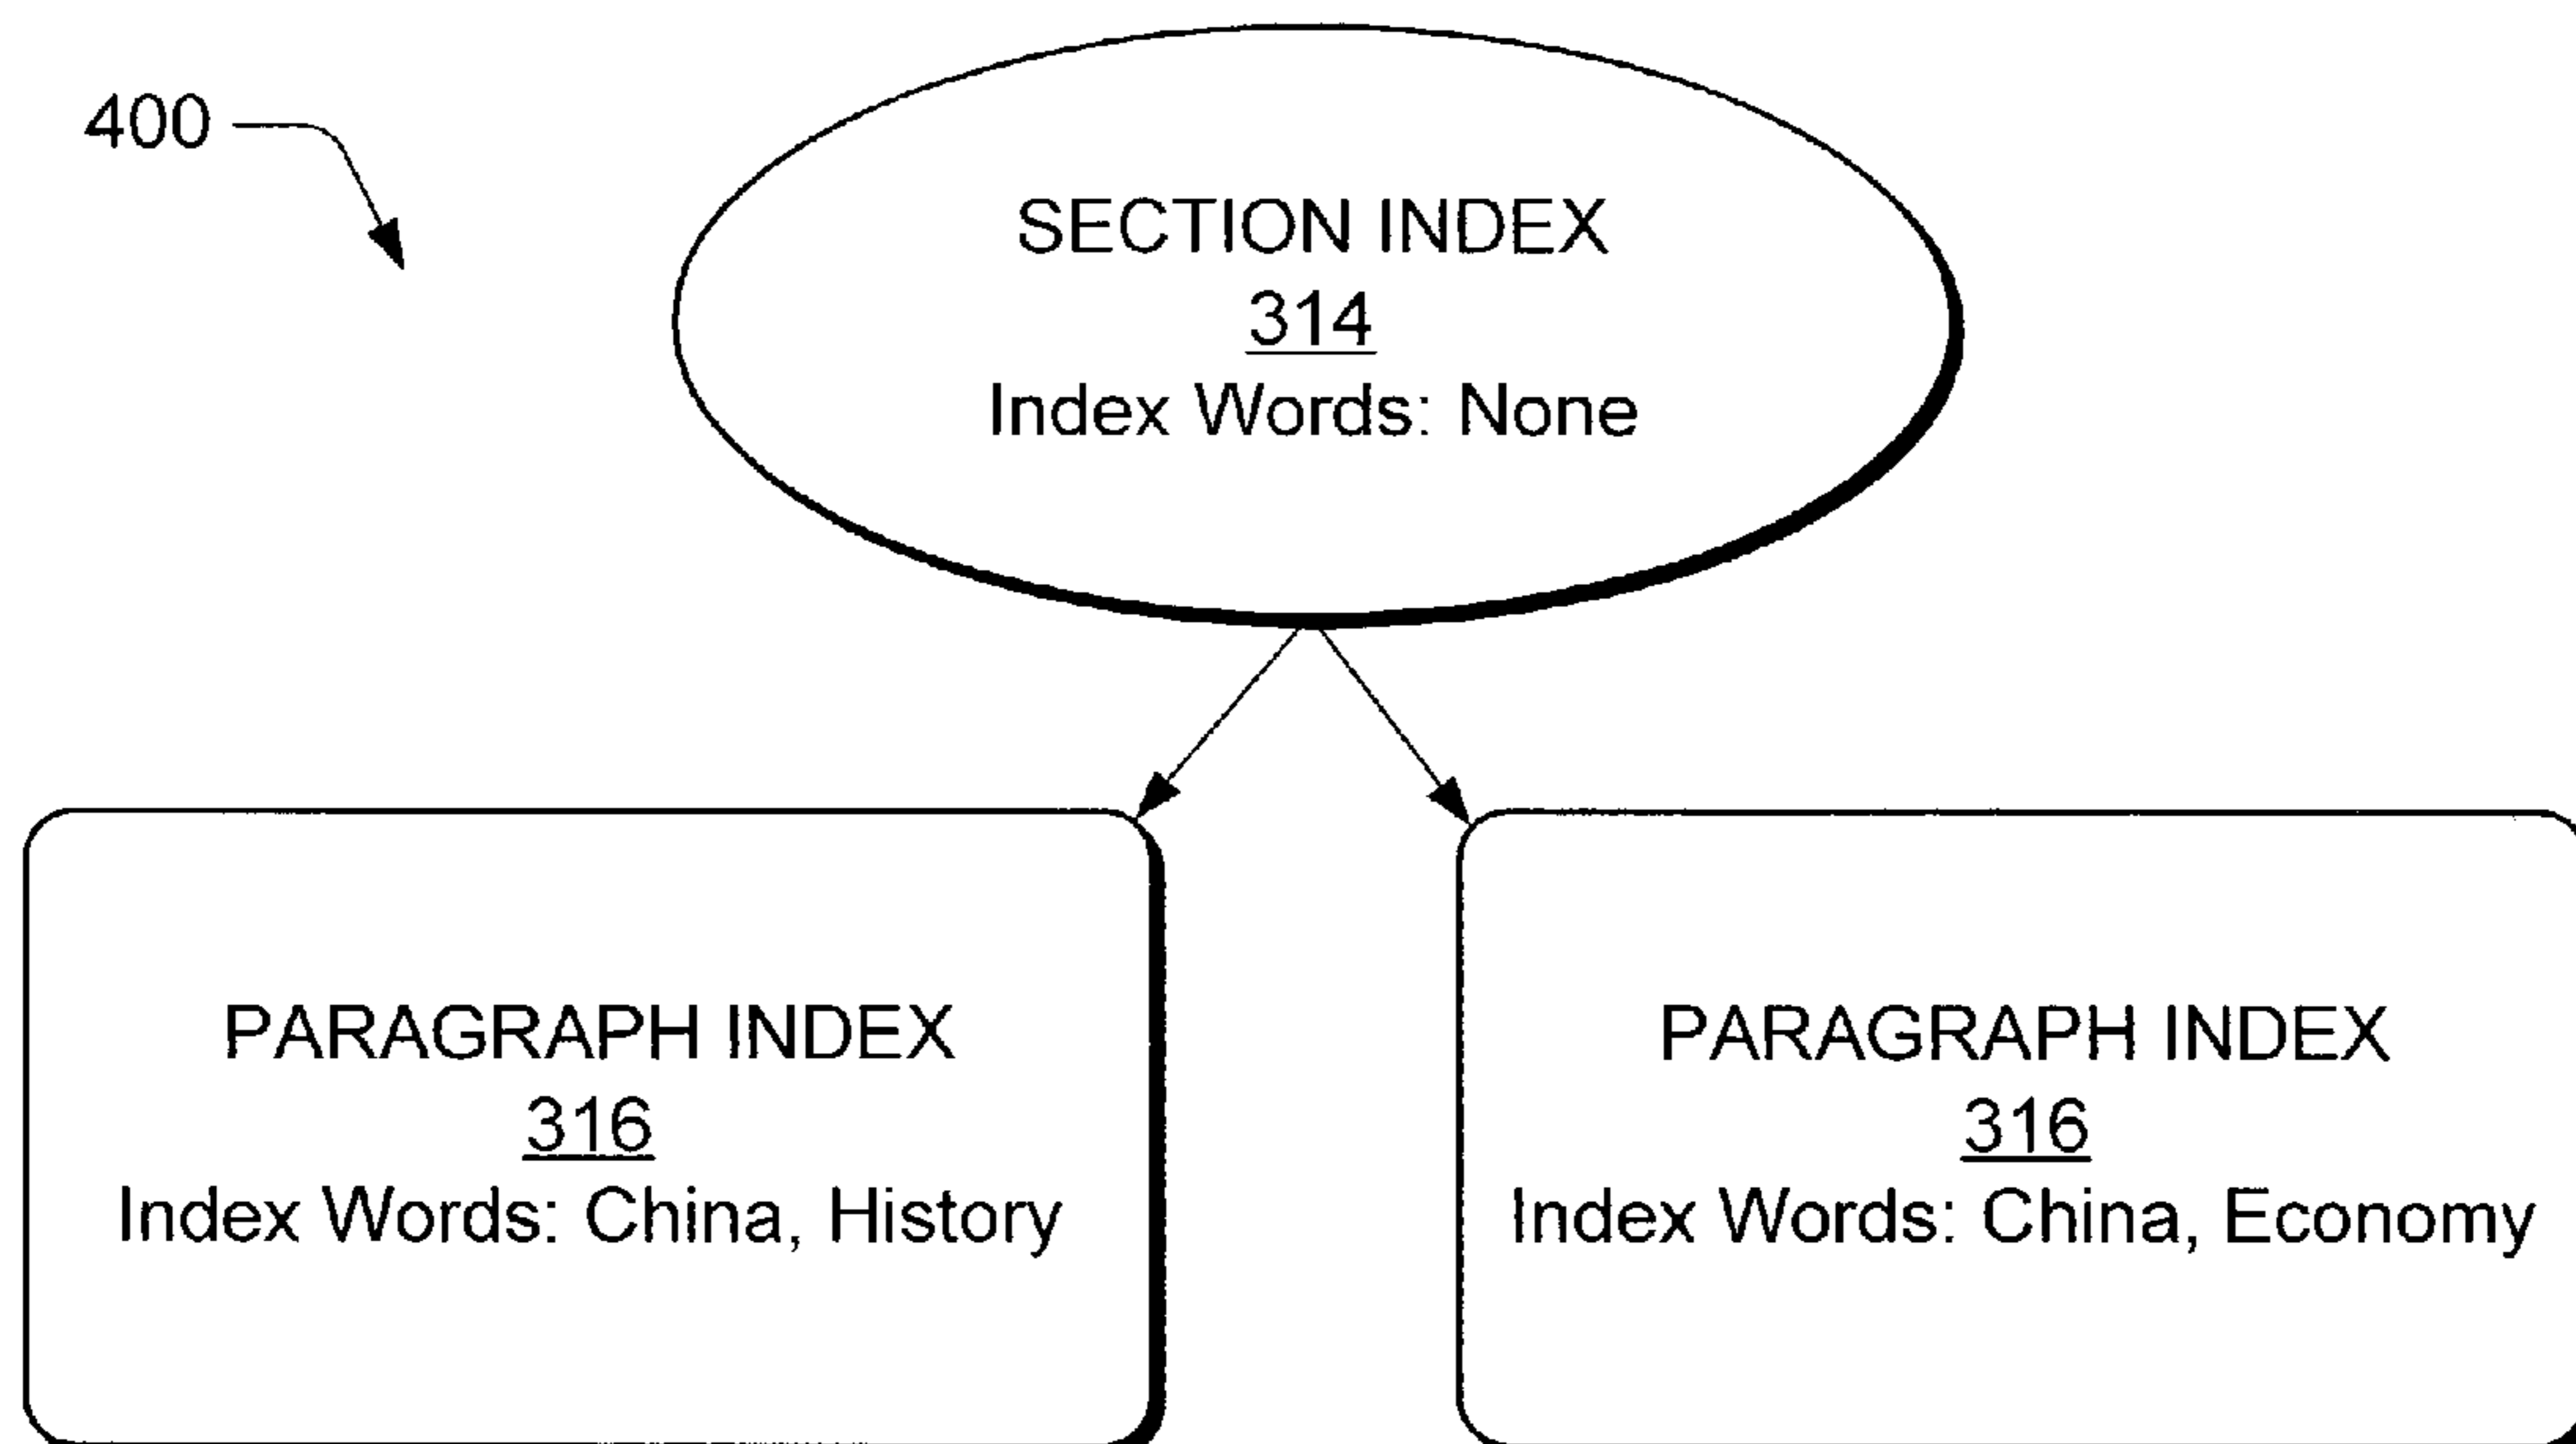 400
SECTION INDEX
314
Index Words: None
PARAGRAPH INDEX
316
Index Words: China, History
PARAGRAPH INDEX
316
Index Words: China, Economy